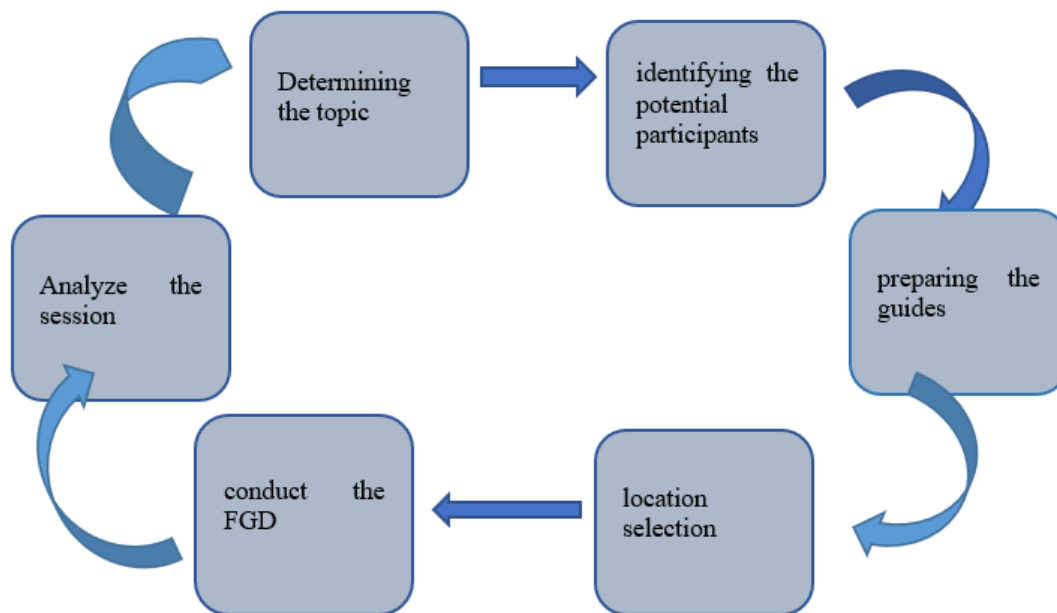 Determining
the topic
identifying the
potential
participants
preparing the
guides
location
selection
conduct the
FGD
Analyze the
session